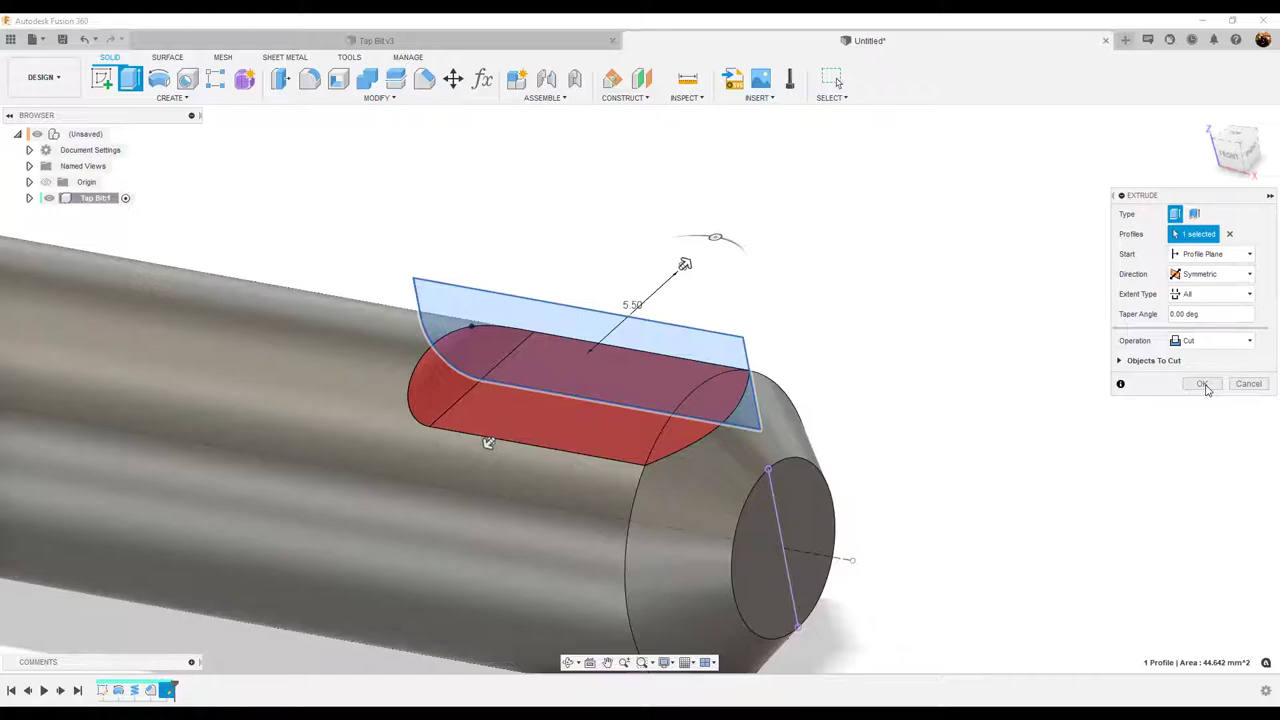 Autodesk Fusion 360
Tap Bit v3
Untitled*
DESIGN
SOLID
SURFACE
MESH
SHEET METAL
TOOLS
MANAGE
CREATE
MODIFY
ASSEMBLE
CONSTRUCT
INSPECT
INSERT
SELECT
BROWSER
(Unsaved)
Document Settings
Named Views
Origin
Tap Bit:1
Z
FRONT
X
EXTRUDE
Type
Profiles
1 selected
Start
Profile Plane
Direction
Symmetric
Extent Type
All
Taper Angle
0.00 deg
Operation
Cut
Objects To Cut
OK
Cancel
5.50
COMMENTS
1 Profile | Area : 44.642 mm^2